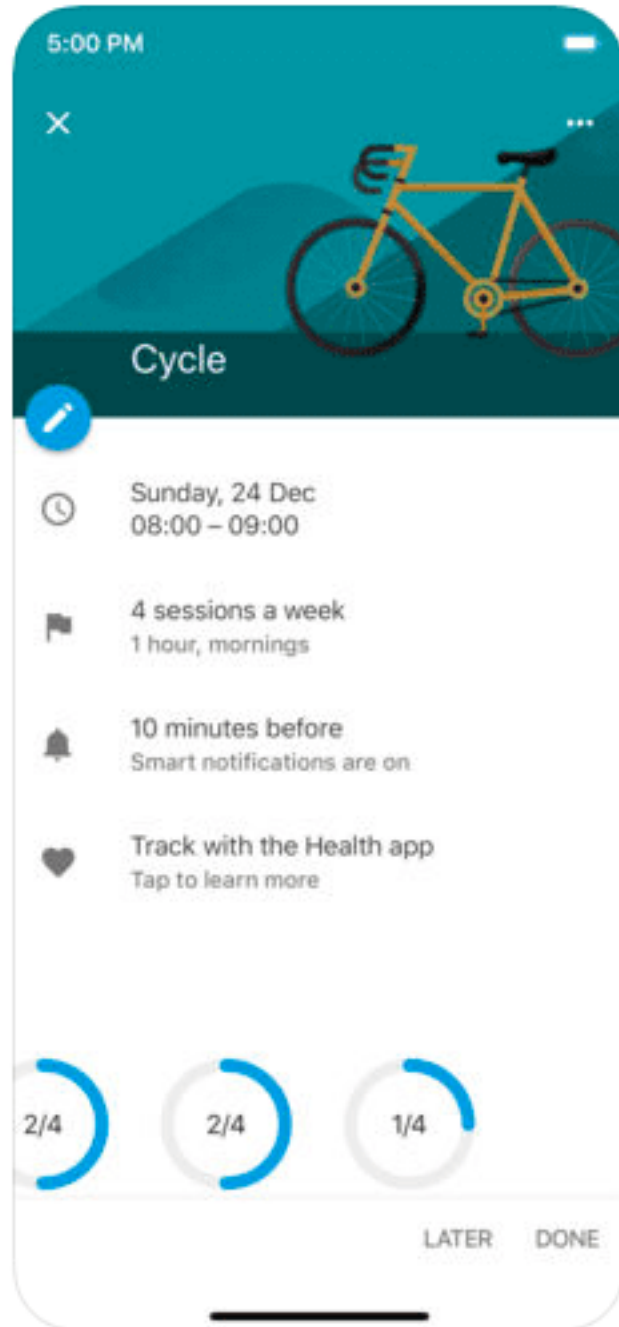 5:00 PM
Cycle
Sunday, 24 Dec
08:00 – 09:00
4 sessions a week
1 hour, mornings
10 minutes before
Smart notifications are on
Track with the Health app
Tap to learn more
2/4 2/4 1/4
LATER DONE